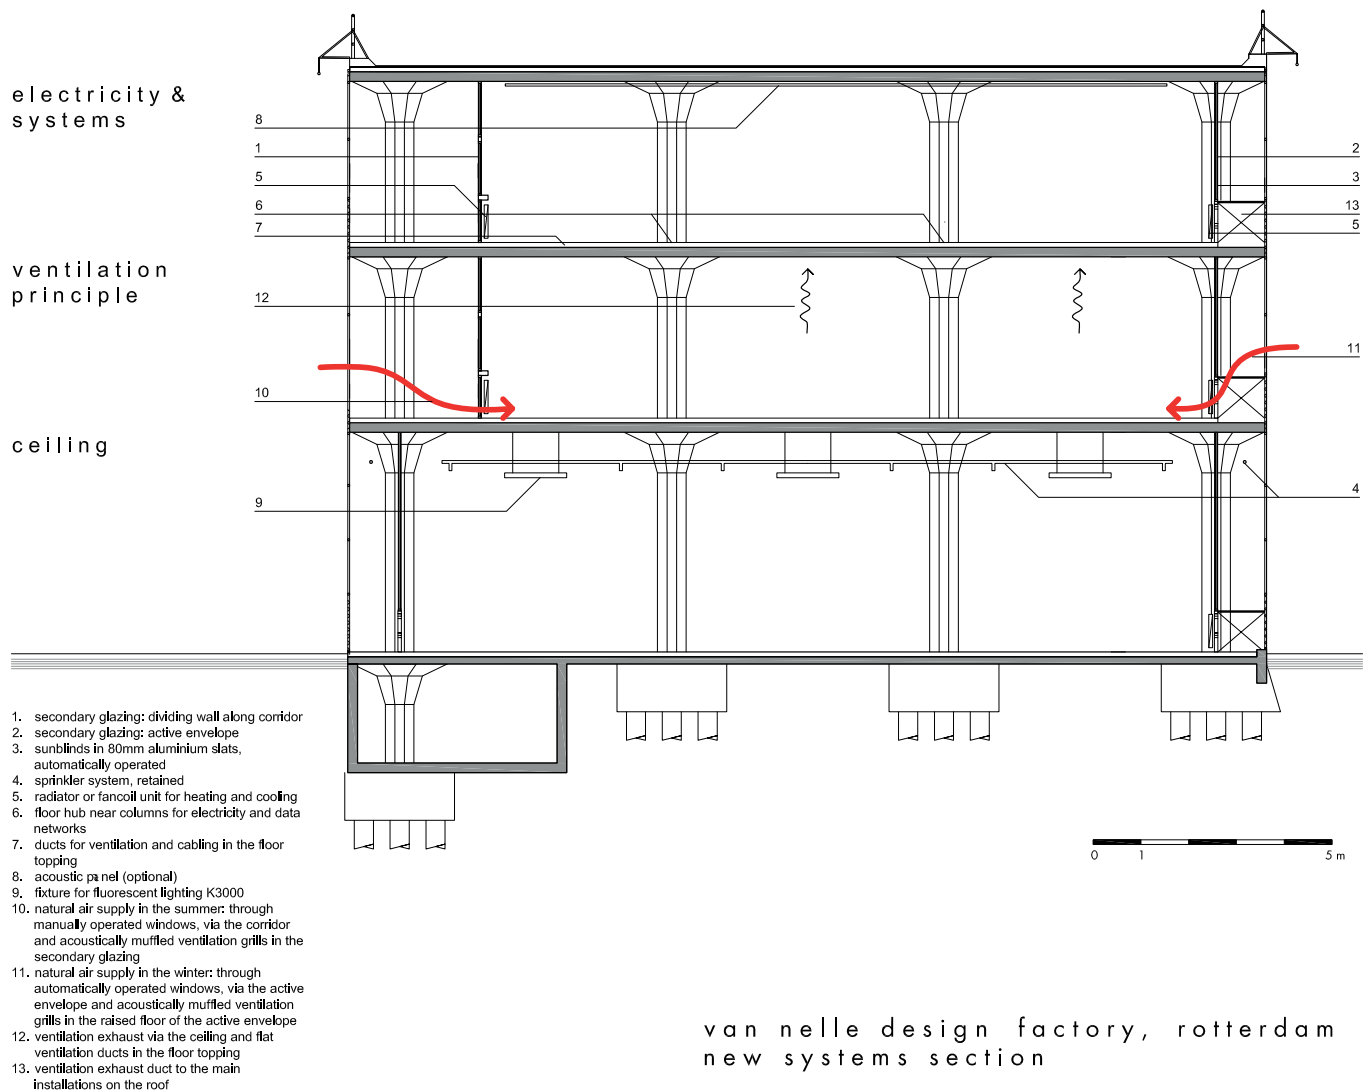 electricity &
systems
8
1
5
6
7
2
3
13
5
ventilation
principle
12
11
10
ceiling
9
4
1. secondary glazing: dividing wall along corridor
2. secondary glazing: active envelope
3. sunblinds in 80mm aluminium slats,
automatically operated
4. sprinkler system, retained
5. radiator or fancoil unit for heating and cooling
6. floor hub near columns for electricity and data
networks
7. ducts for ventilation and cabling in the floor
topping
8. acoustic panel (optional)
9. fixture for fluorescent lighting K3000
10. natural air supply in the summer: through
manually operated windows, via the corridor
and acoustically muffled ventilation grills in the
secondary glazing
11. natural air supply in the winter: through
automatically operated windows, via the active
envelope and acoustically muffled ventilation
grills in the raised floor of the active envelope
12. ventilation exhaust via the ceiling and flat
ventilation ducts in the floor topping
13. ventilation exhaust duct to the main
installations on the roof
0 1 5 m
van nelle design factory, rotterdam
new systems section